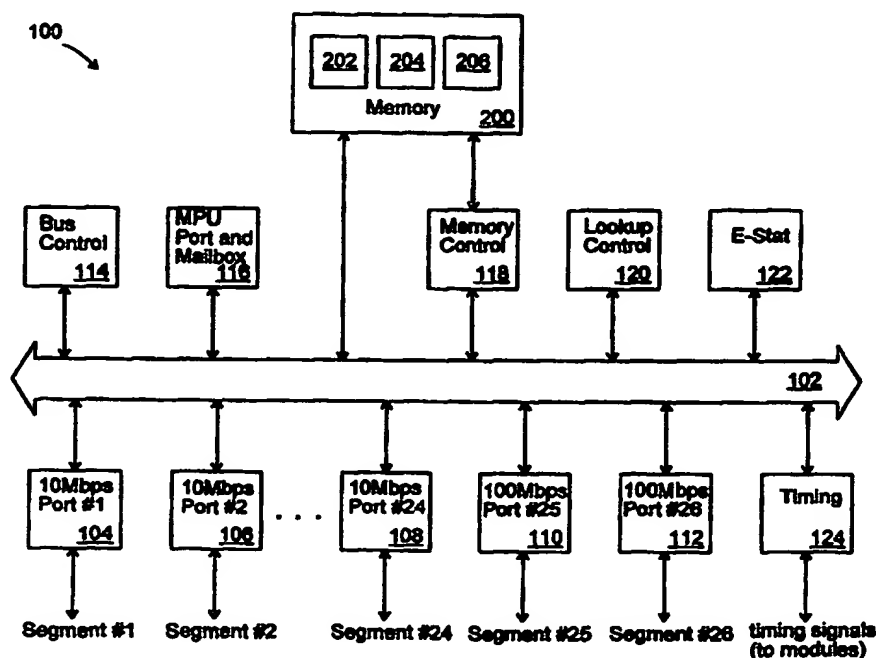 100
202 204 206
Memory
200
Bus
Control
114
MPU
Port and
Mailbox
116
Memory
Control
118
Lookup
Control
120
E-Stat
122
102
10Mbps
Port #1
104
10Mbps
Port #2
106
. . .
10Mbps
Port #24
108
100Mbps
Port #25
110
100Mbps
Port #26
112
Timing
124
Segment #1
Segment #2
Segment #24
Segment #25
Segment #26
timing signals
(to modules)